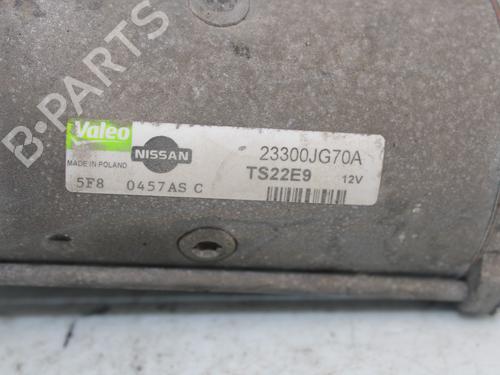 B-PARTS
Valeo
MADE IN POLAND
NISSAN
23300JG70A
TS22E9
12V
5F8 0457AS C